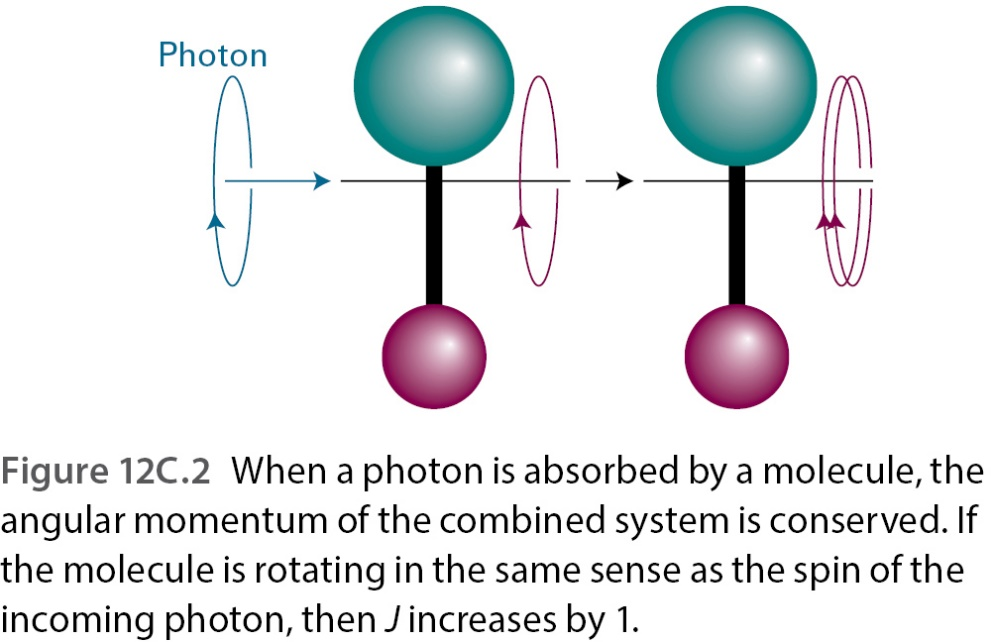 Photon
Figure 12C.2 When a photon is absorbed by a molecule, the
angular momentum of the combined system is conserved. If
the molecule is rotating in the same sense as the spin of the
incoming photon, then J increases by 1.